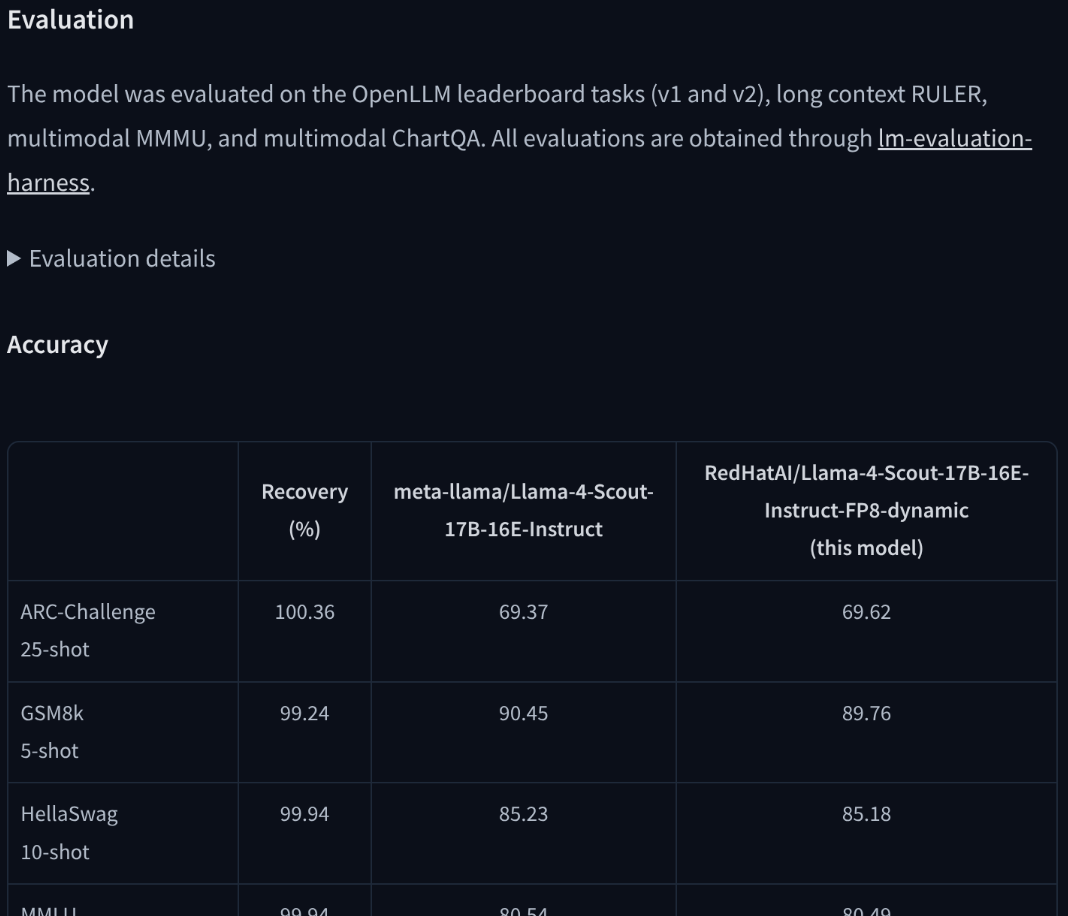 Evaluation
The model was evaluated on the OpenLLM leaderboard tasks (v1 and v2), long context RULER,
multimodal MMMU, and multimodal ChartQA. All evaluations are obtained through lm-evaluation-
harness.
▶ Evaluation details
Accuracy
Recovery
(%)
meta-llama/Llama-4-Scout-
17B-16E-Instruct
RedHatAI/Llama-4-Scout-17B-16E-
Instruct-FP8-dynamic
(this model)
ARC-Challenge
25-shot
100.36
69.37
69.62
GSM8k
5-shot
99.24
90.45
89.76
HellaSwag
10-shot
99.94
85.23
85.18
MMLU
99.94
80.54
80.49